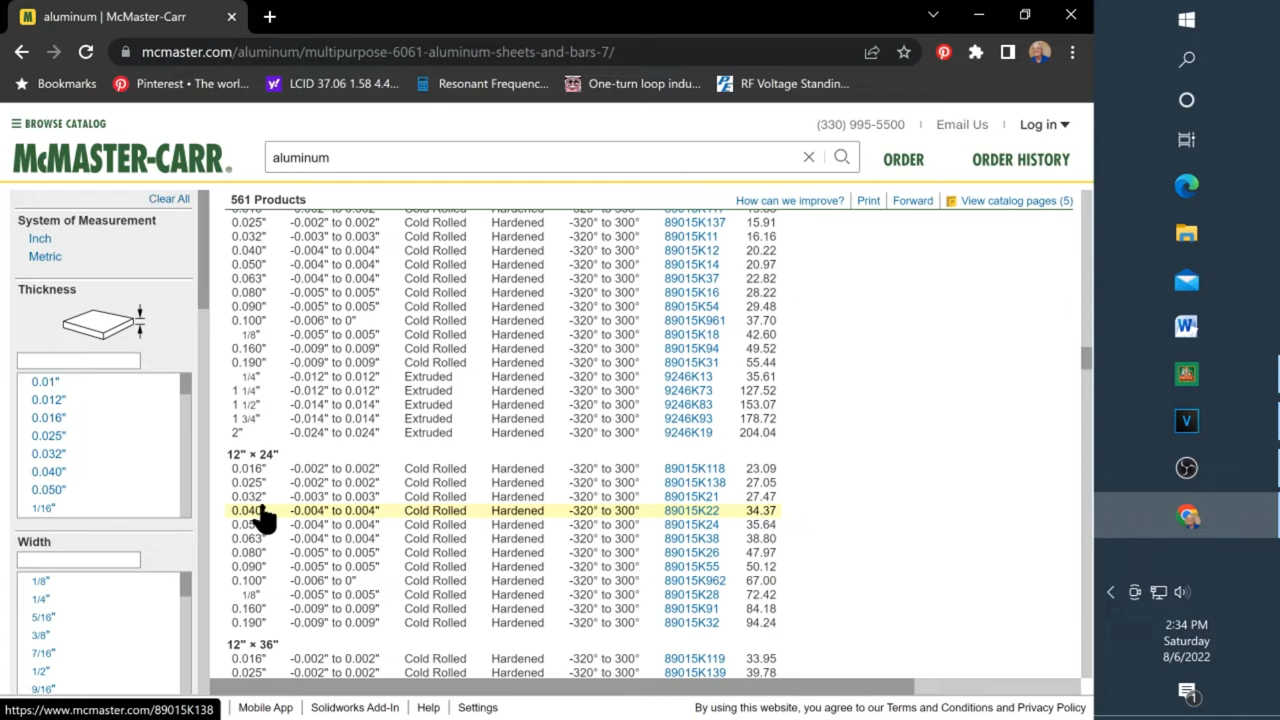 aluminum | McMaster-Carr
mcmaster.com/aluminum/multipurpose-6061-aluminum-sheets-and-bars-7/
Bookmarks Pinterest • The worl... LCID 37.06 1.58 4.4... Resonant Frequenc... One-turn loop indu... RF Voltage Standin...
BROWSE CATALOG (330) 995-5500 Email Us Log in
McMASTER-CARR aluminum ORDER ORDER HISTORY
Clear All
System of Measurement
Inch
Metric
Thickness
0.01"
0.012"
0.016"
0.025"
0.032"
0.040"
0.050"
1/16"
Width
1/8"
1/4"
5/16"
3/8"
7/16"
1/2"
9/16"
561 Products How can we improve? Print Forward View catalog pages (5)
0.025" -0.002" to 0.002" Cold Rolled Hardened -320° to 300° 89015K137 15.91
0.032" -0.003" to 0.003" Cold Rolled Hardened -320° to 300° 89015K11 16.16
0.040" -0.004" to 0.004" Cold Rolled Hardened -320° to 300° 89015K12 20.22
0.050" -0.004" to 0.004" Cold Rolled Hardened -320° to 300° 89015K14 20.97
0.063" -0.004" to 0.004" Cold Rolled Hardened -320° to 300° 89015K37 22.82
0.080" -0.005" to 0.005" Cold Rolled Hardened -320° to 300° 89015K16 28.22
0.090" -0.005" to 0.005" Cold Rolled Hardened -320° to 300° 89015K54 29.48
0.100" -0.006" to 0" Cold Rolled Hardened -320° to 300° 89015K961 37.70
1/8" -0.005" to 0.005" Cold Rolled Hardened -320° to 300° 89015K18 42.60
0.160" -0.009" to 0.009" Cold Rolled Hardened -320° to 300° 89015K94 49.52
0.190" -0.009" to 0.009" Cold Rolled Hardened -320° to 300° 89015K31 55.44
1/4" -0.012" to 0.012" Extruded Hardened -320° to 300° 9246K13 35.61
1 1/4" -0.012" to 0.012" Extruded Hardened -320° to 300° 9246K73 127.52
1 1/2" -0.014" to 0.014" Extruded Hardened -320° to 300° 9246K83 153.07
1 3/4" -0.014" to 0.014" Extruded Hardened -320° to 300° 9246K93 178.72
2" -0.024" to 0.024" Extruded Hardened -320° to 300° 9246K19 204.04
12" × 24"
0.016" -0.002" to 0.002" Cold Rolled Hardened -320° to 300° 89015K118 23.09
0.025" -0.002" to 0.002" Cold Rolled Hardened -320° to 300° 89015K138 27.05
0.032" -0.003" to 0.003" Cold Rolled Hardened -320° to 300° 89015K21 27.47
0.040" -0.004" to 0.004" Cold Rolled Hardened -320° to 300° 89015K22 34.37
-0.004" to 0.004" Cold Rolled Hardened -320° to 300° 89015K24 35.64
0.063" -0.004" to 0.004" Cold Rolled Hardened -320° to 300° 89015K38 38.80
0.080" -0.005" to 0.005" Cold Rolled Hardened -320° to 300° 89015K26 47.97
0.090" -0.005" to 0.005" Cold Rolled Hardened -320° to 300° 89015K55 50.12
0.100" -0.006" to 0" Cold Rolled Hardened -320° to 300° 89015K962 67.00
1/8" -0.005" to 0.005" Cold Rolled Hardened -320° to 300° 89015K28 72.42
0.160" -0.009" to 0.009" Cold Rolled Hardened -320° to 300° 89015K91 84.18
0.190" -0.009" to 0.009" Cold Rolled Hardened -320° to 300° 89015K32 94.24
12" × 36"
0.016" -0.002" to 0.002" Cold Rolled Hardened -320° to 300° 89015K119 33.95
0.025" -0.002" to 0.002" Cold Rolled Hardened -320° to 300° 89015K139 39.78
https://www.mcmaster.com/89015K138 Mobile App Solidworks Add-In Help Settings By using this website, you agree to our Terms and Conditions and Privacy Policy
2:34 PM
Saturday
8/6/2022
1